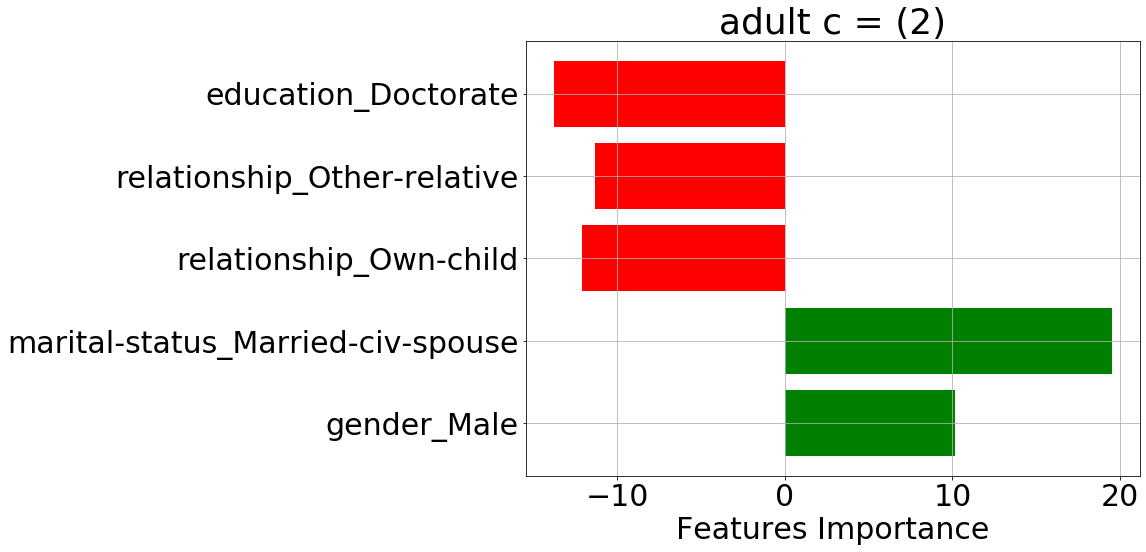 adult c = (2)
education_Doctorate
relationship_Other-relative
relationship_Own-child
marital-status_Married-civ-spouse
gender_Male
−10 0 10 20
Features Importance